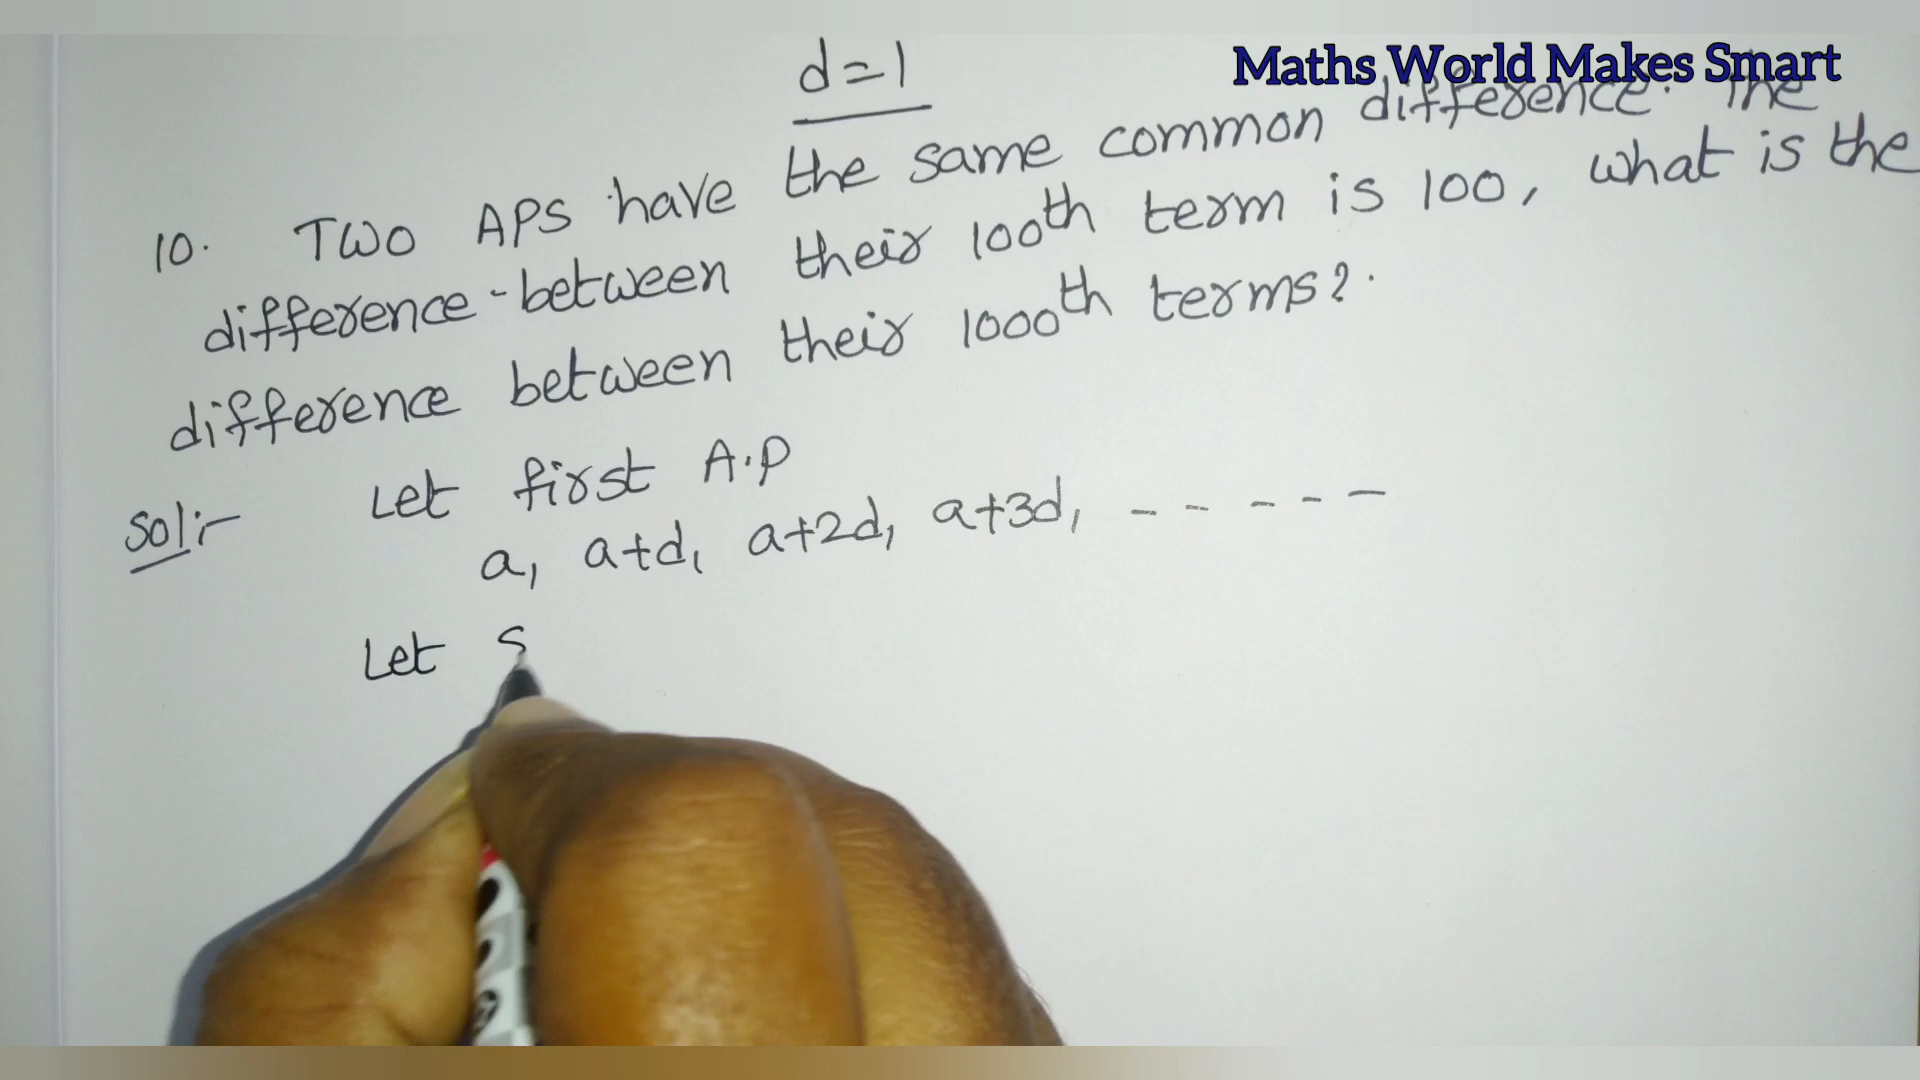 d=1
Maths World Makes Smart
10. Two APS have the same common difference. The
difference between their 100th term is 100, what is the
difference between their 1000th terms?.
Sol:- Let first A.P
a, a+d, a+2d, a+3d, - - - - -
Let S